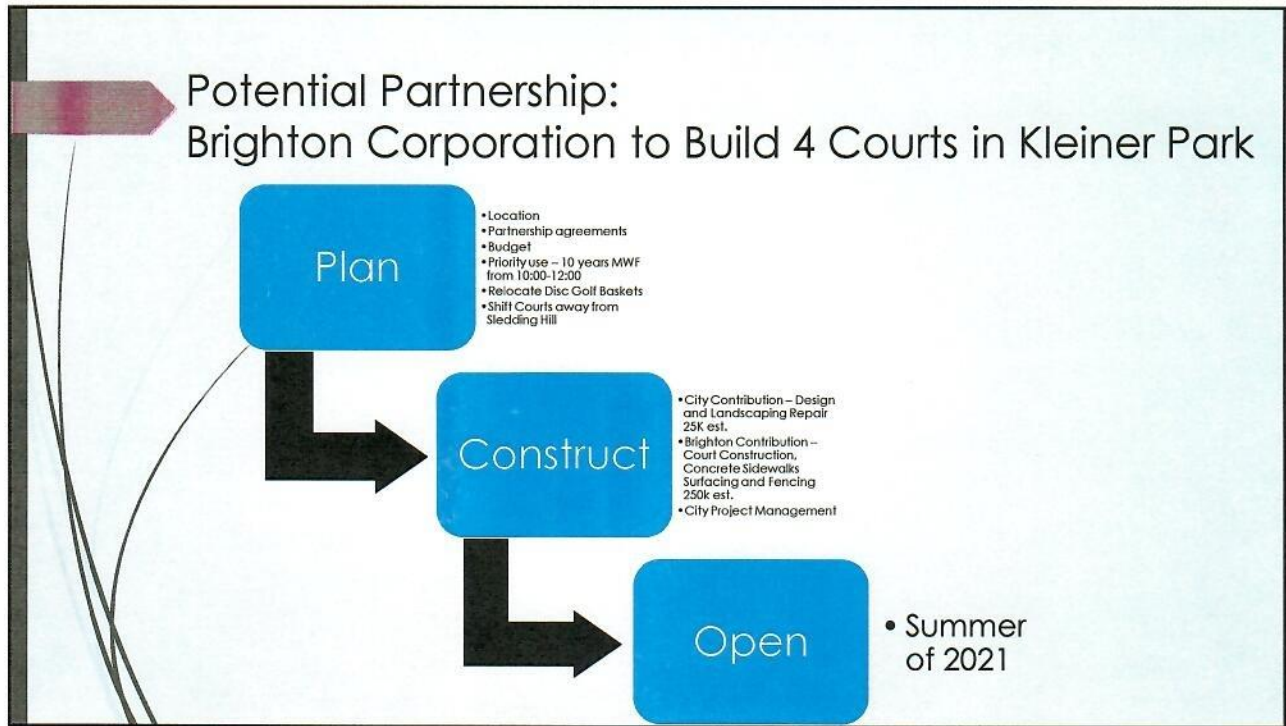 Potential Partnership:
Brighton Corporation to Build 4 Courts in Kleiner Park
Plan
•Location
•Partnership agreements
•Budget
•Priority use – 10 years MWF
from 10:00-12:00
•Relocate Disc Golf Baskets
•Shift Courts away from
Sledding Hill
Construct
•City Contribution – Design
and Landscaping Repair
25K est.
•Brighton Contribution –
Court Construction,
Concrete Sidewalks
Surfacing and Fencing
250k est.
•City Project Management
Open
• Summer
of 2021